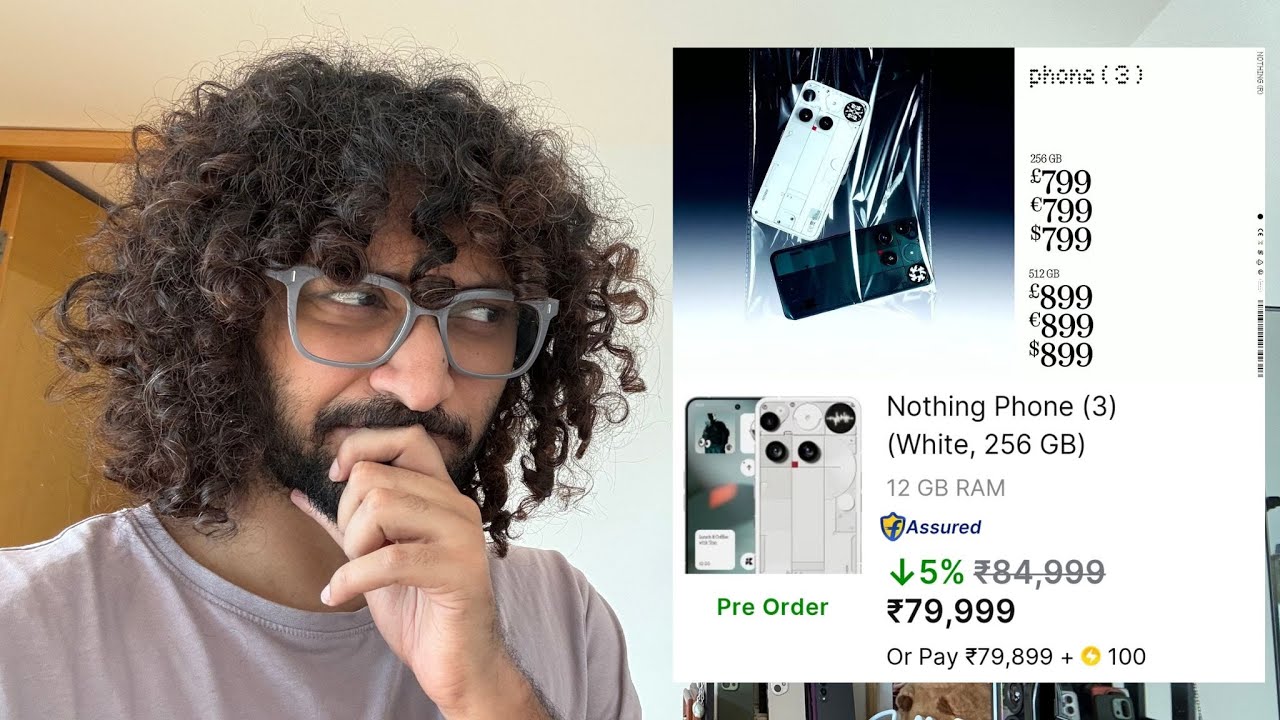 phone (3)
NOTHING (R)
256 GB
£799
€799
$799
512 GB
£899
€899
$899
Nothing Phone (3)
(White, 256 GB)
12 GB RAM
Assured
↓5% ₹84,999
₹79,999
Pre Order
Or Pay ₹79,899 + 100